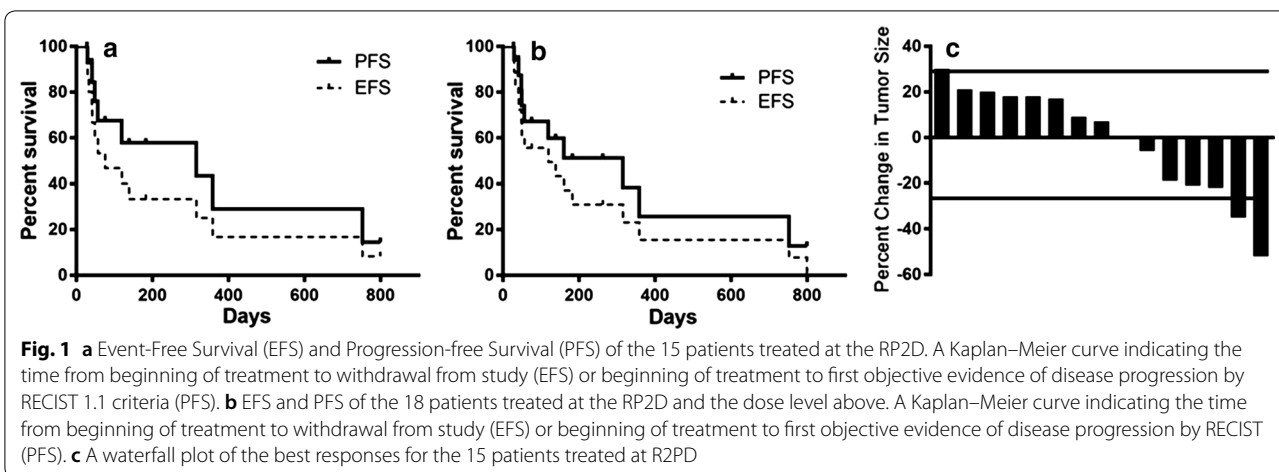 a
100
80
60
40
20
0
Percent survival
PFS
EFS
0 200 400 600 800
Days
b
100
80
60
40
20
0
Percent survival
PFS
EFS
0 200 400 600 800
Days
c
40
20
0
-20
-40
-60
Percent Change in Tumor Size
Fig. 1 a Event-Free Survival (EFS) and Progression-free Survival (PFS) of the 15 patients treated at the RP2D. A Kaplan–Meier curve indicating the
time from beginning of treatment to withdrawal from study (EFS) or beginning of treatment to first objective evidence of disease progression by
RECIST 1.1 criteria (PFS). b EFS and PFS of the 18 patients treated at the RP2D and the dose level above. A Kaplan–Meier curve indicating the time
from beginning of treatment to withdrawal from study (EFS) or beginning of treatment to first objective evidence of disease progression by RECIST
(PFS). c A waterfall plot of the best responses for the 15 patients treated at R2PD